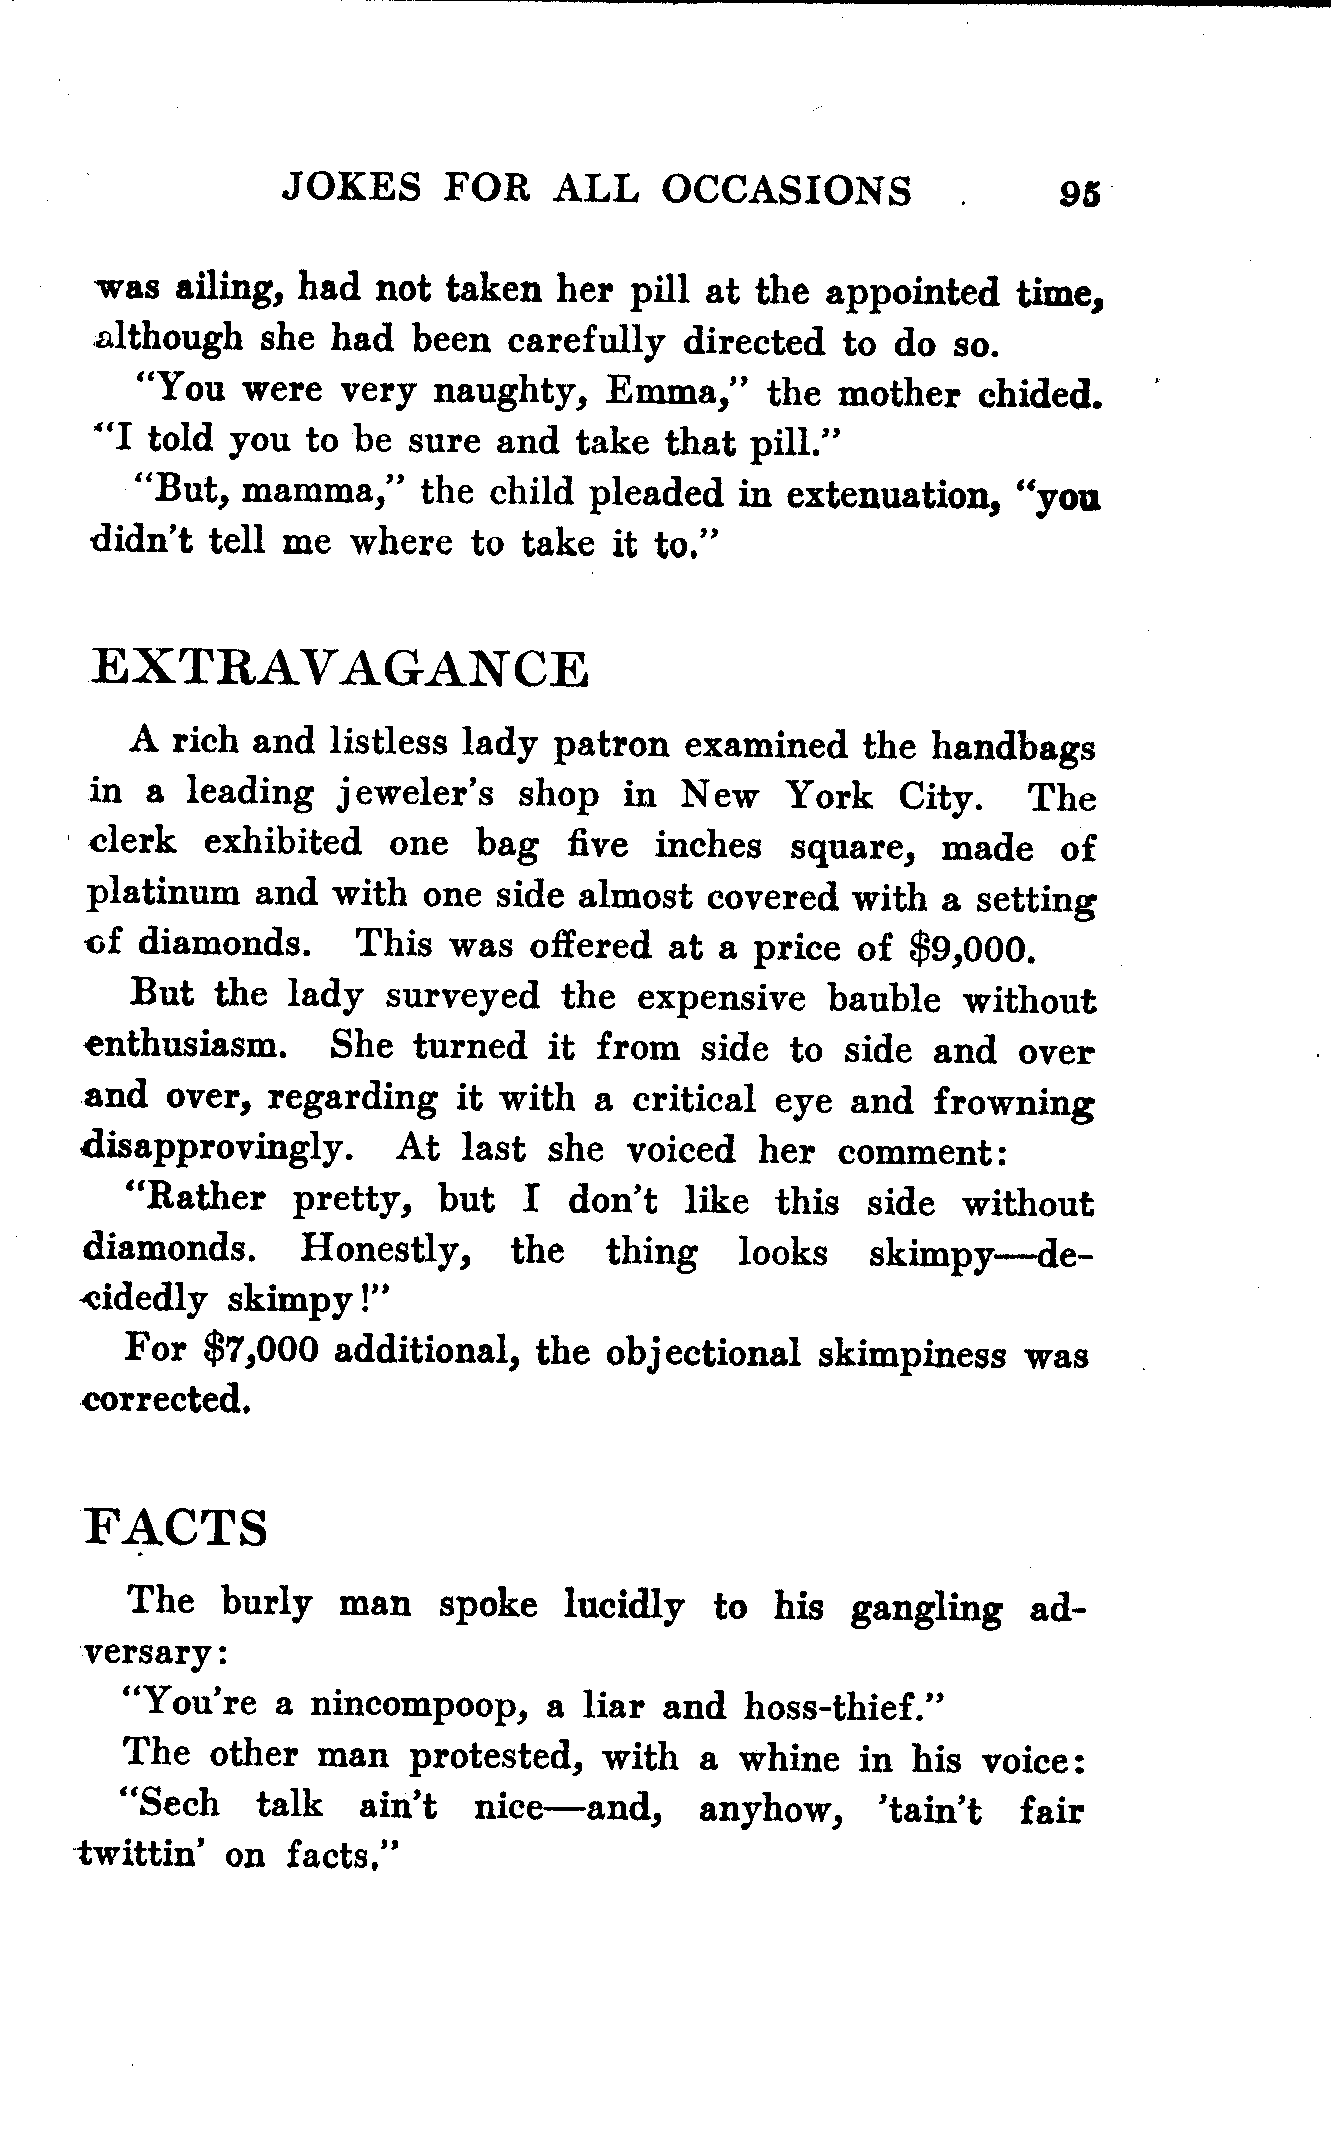 JOKES FOR ALL OCCASIONS 95
was ailing, had not taken her pill at the appointed time,
although she had been carefully directed to do so.
"You were very naughty, Emma," the mother chided.
"I told you to be sure and take that pill."
"But, mamma," the child pleaded in extenuation, "you
didn't tell me where to take it to."
EXTRAVAGANCE
A rich and listless lady patron examined the handbags
in a leading jeweler's shop in New York City. The
clerk exhibited one bag five inches square, made of
platinum and with one side almost covered with a setting
of diamonds. This was offered at a price of $9,000.
But the lady surveyed the expensive bauble without
enthusiasm. She turned it from side to side and over
and over, regarding it with a critical eye and frowning
disapprovingly. At last she voiced her comment:
"Rather pretty, but I don't like this side without
diamonds. Honestly, the thing looks skimpy—de-
cidedly skimpy!"
For $7,000 additional, the objectional skimpiness was
corrected.
FACTS
The burly man spoke lucidly to his gangling ad-
versary:
"You're a nincompoop, a liar and hoss-thief."
The other man protested, with a whine in his voice:
"Sech talk ain't nice—and, anyhow, 'tain't fair
twittin' on facts."